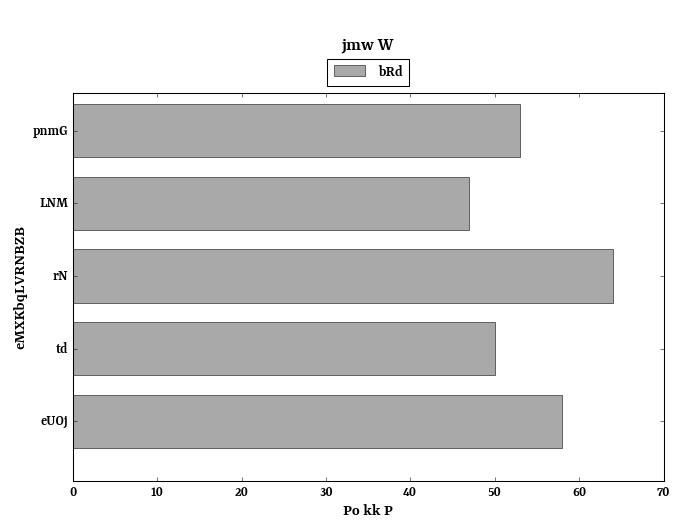 jmw W
bRd
pnmG
LNM
rN
td
eUOj
eMXKbqLVRNBZB
0 10 20 30 40 50 60 70
Po kk P